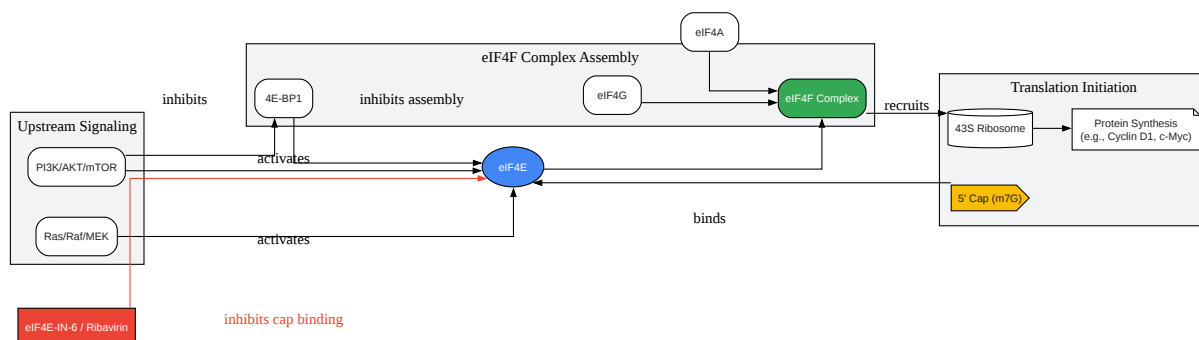 eIF4A
eIF4F Complex Assembly
Translation Initiation
inhibits
4E-BP1
inhibits assembly
eIF4G
eIF4F Complex
recruits
Upstream Signaling
43S Ribosome
Protein Synthesis
(e.g., Cyclin D1, c-Myc)
PI3K/AKT/mTOR
activates
eIF4E
5' Cap (m7G)
binds
Ras/Raf/MEK
activates
inhibits cap binding
eIF4E-IN-6 / Ribavirin